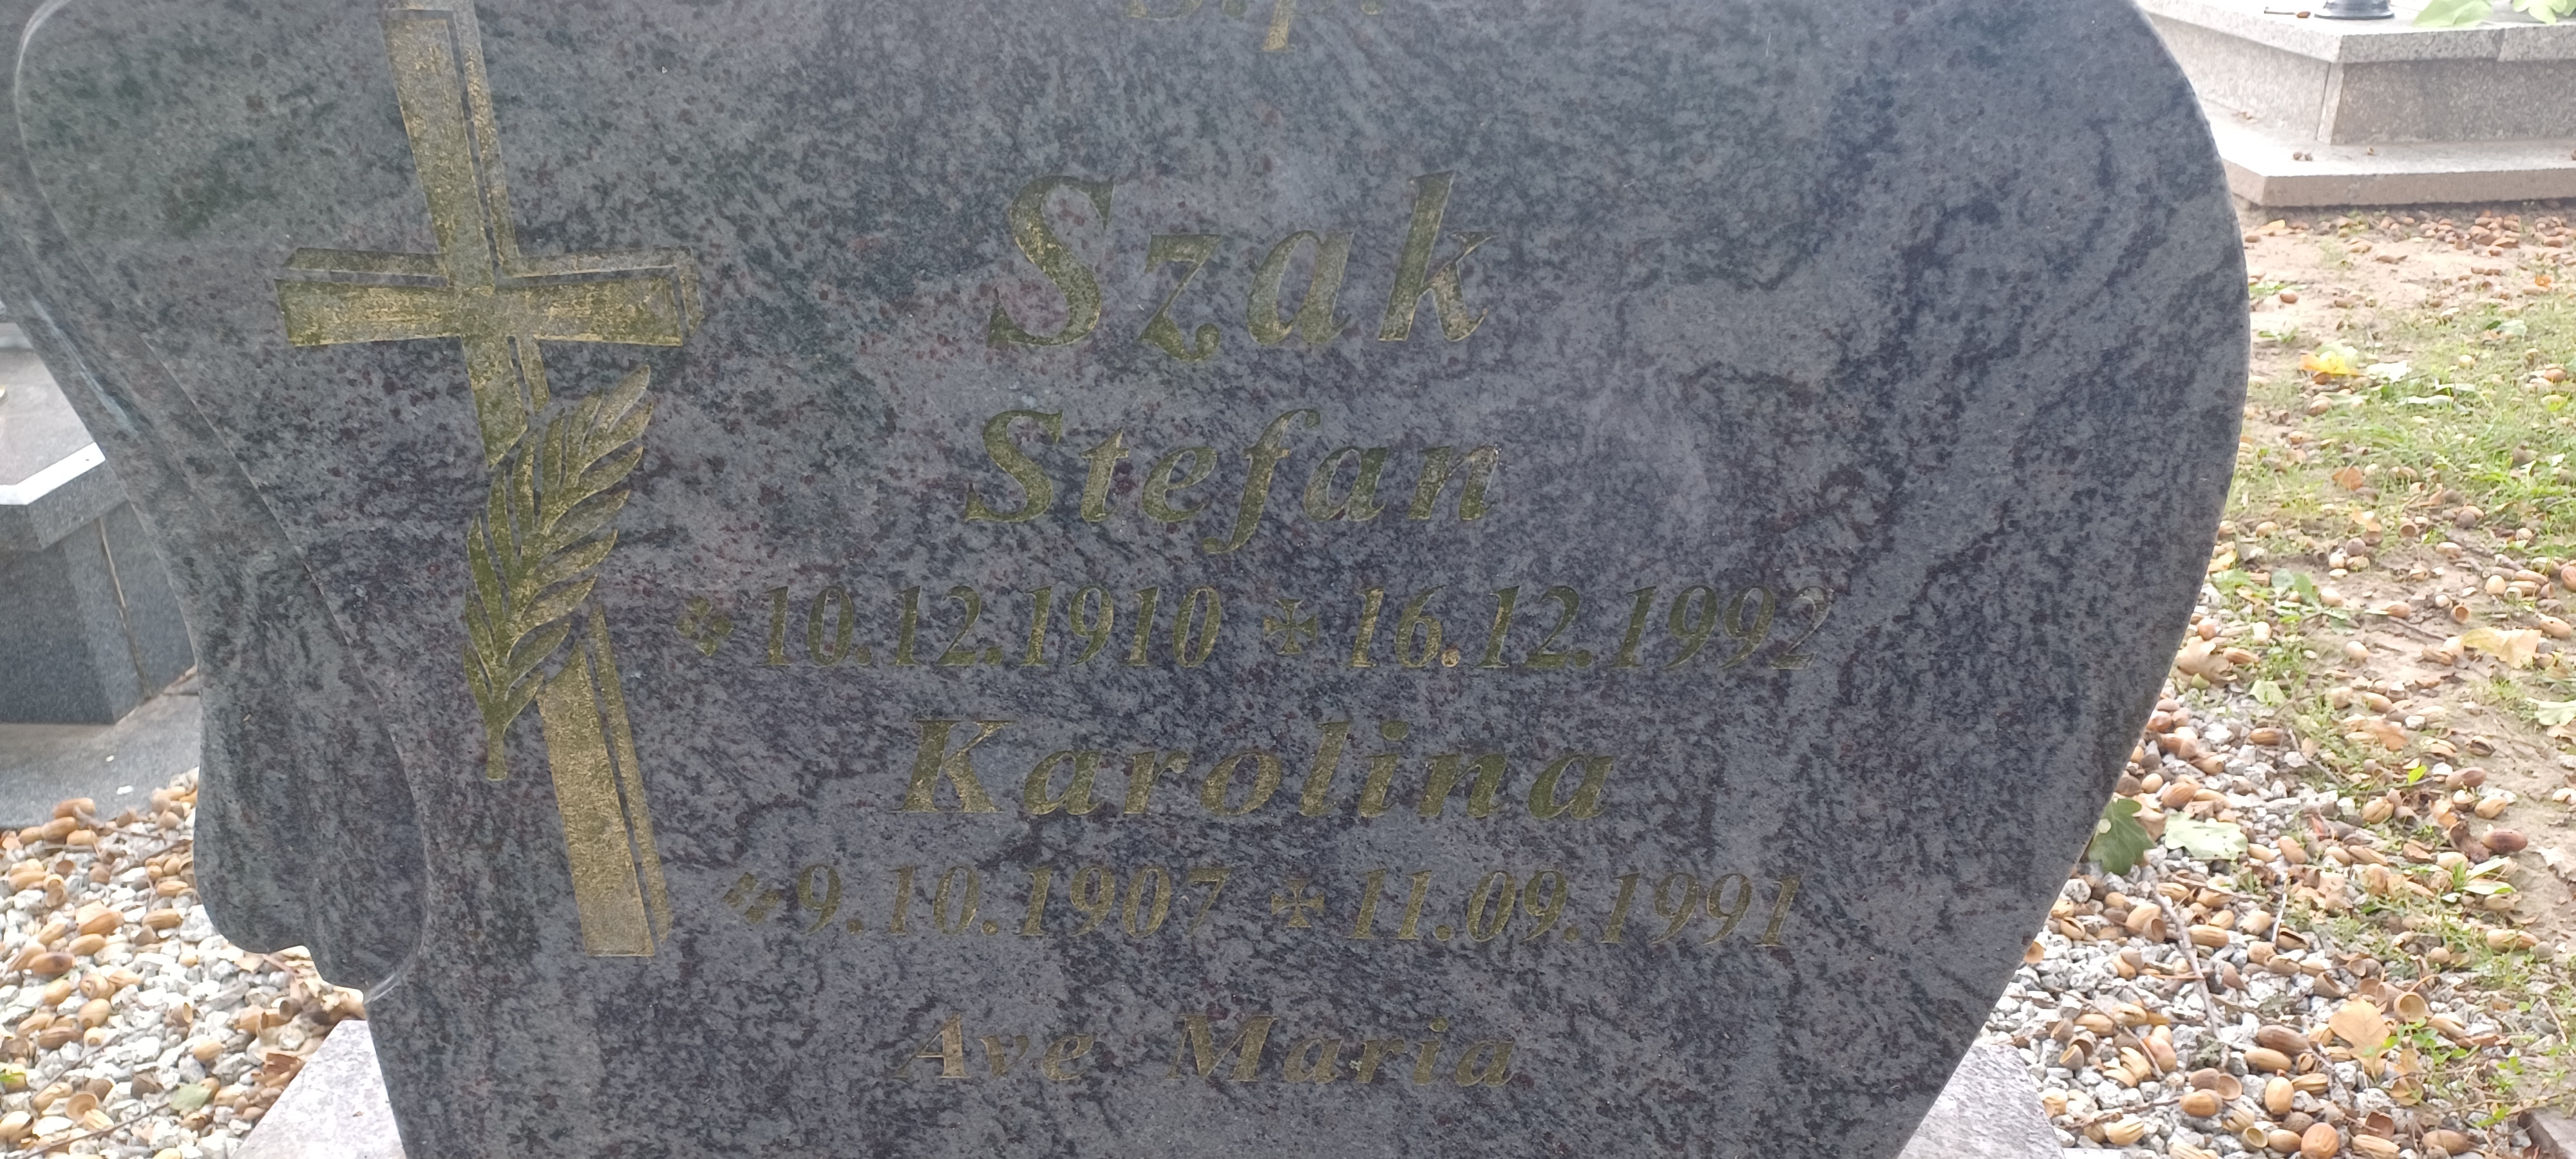 Szak
Stefan
10.12.1910 16.12.1992
Karolina
9.10.1907 11.09.1991
Ave Maria